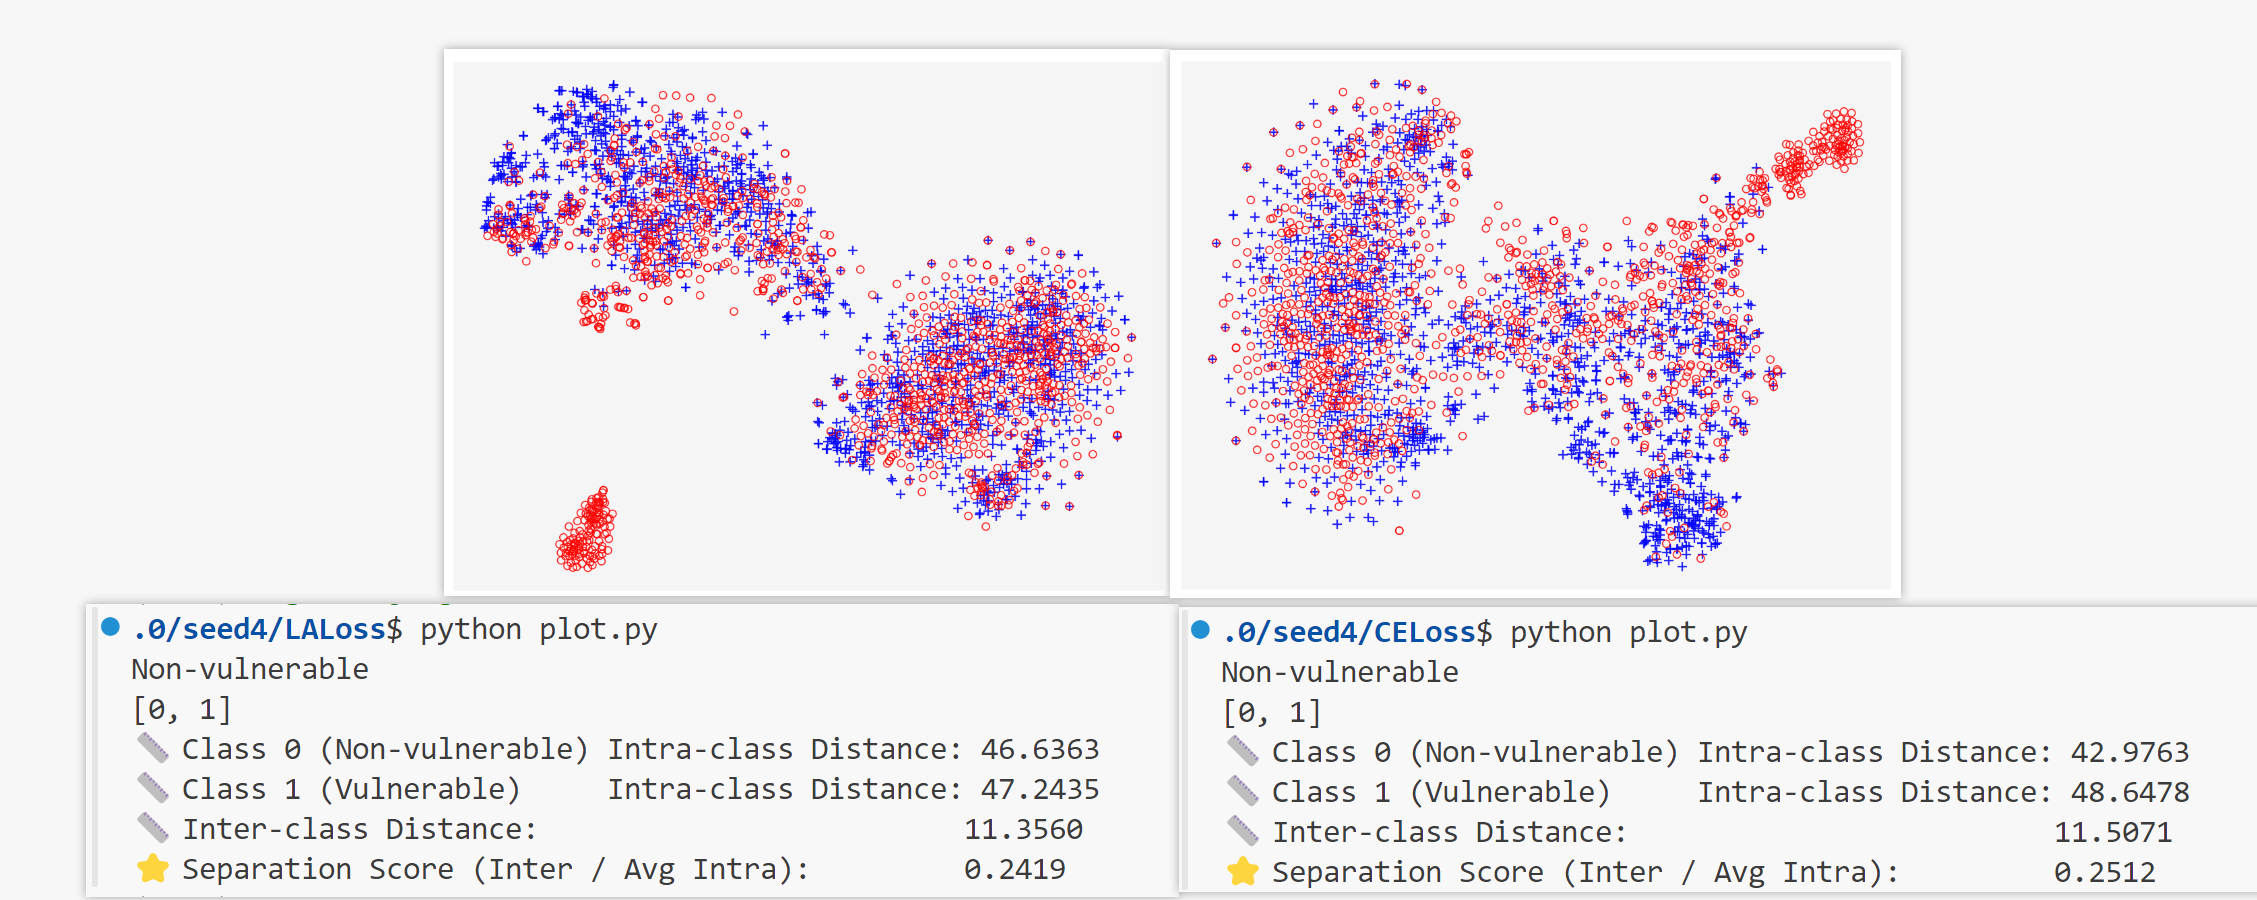 .0/seed4/LALoss$ python plot.py
Non-vulnerable
[0, 1]
📏 Class 0 (Non-vulnerable) Intra-class Distance: 46.6363
📏 Class 1 (Vulnerable) Intra-class Distance: 47.2435
📏 Inter-class Distance: 11.3560
⭐ Separation Score (Inter / Avg Intra): 0.2419
.0/seed4/CELoss$ python plot.py
Non-vulnerable
[0, 1]
📏 Class 0 (Non-vulnerable) Intra-class Distance: 42.9763
📏 Class 1 (Vulnerable) Intra-class Distance: 48.6478
📏 Inter-class Distance: 11.5071
⭐ Separation Score (Inter / Avg Intra): 0.2512